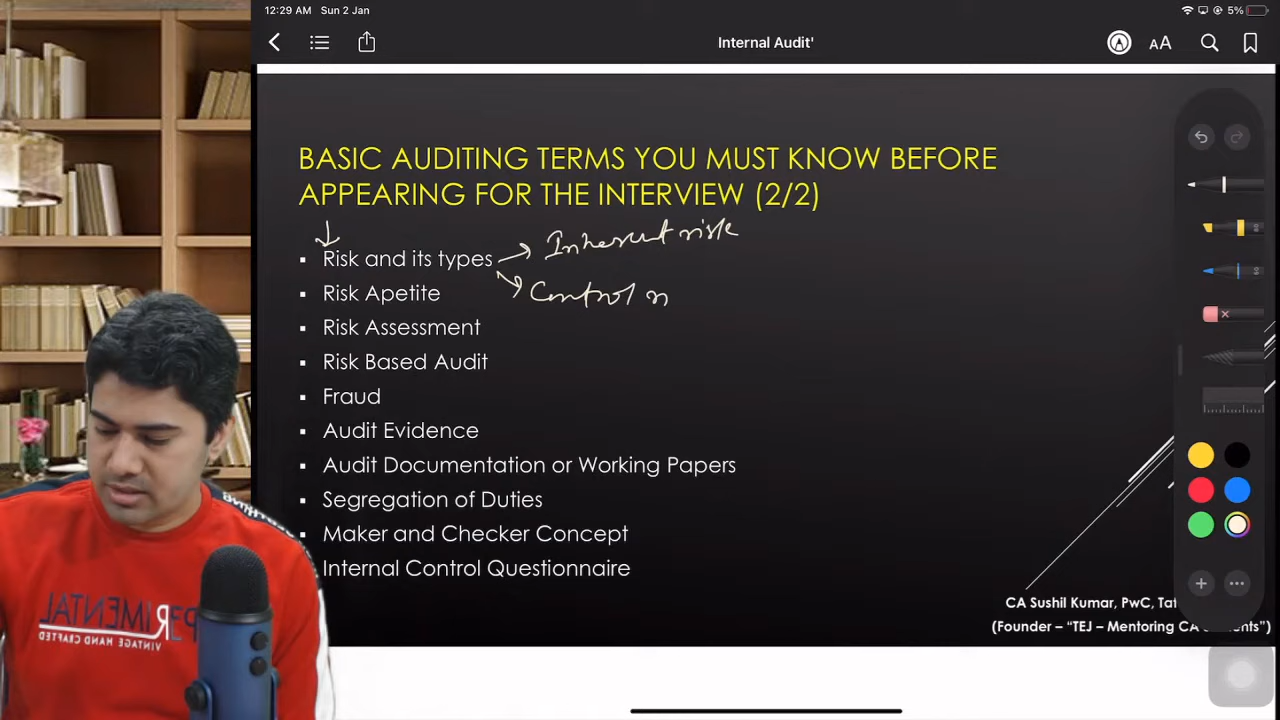 12:29 AM Sun 2 Jan
5%
Internal Audit'
AA
BASIC AUDITING TERMS YOU MUST KNOW BEFORE
APPEARING FOR THE INTERVIEW (2/2)
Inherent risk
▪ Risk and its types
Control
▪ Risk Apetite
▪ Risk Assessment
▪ Risk Based Audit
▪ Fraud
▪ Audit Evidence
▪ Audit Documentation or Working Papers
▪ Segregation of Duties
▪ Maker and Checker Concept
Internal Control Questionnaire
CA Sushil Kumar, PwC,
(Founder – “TEJ – Mentoring CA
VINTAGE HAND CRAFTED